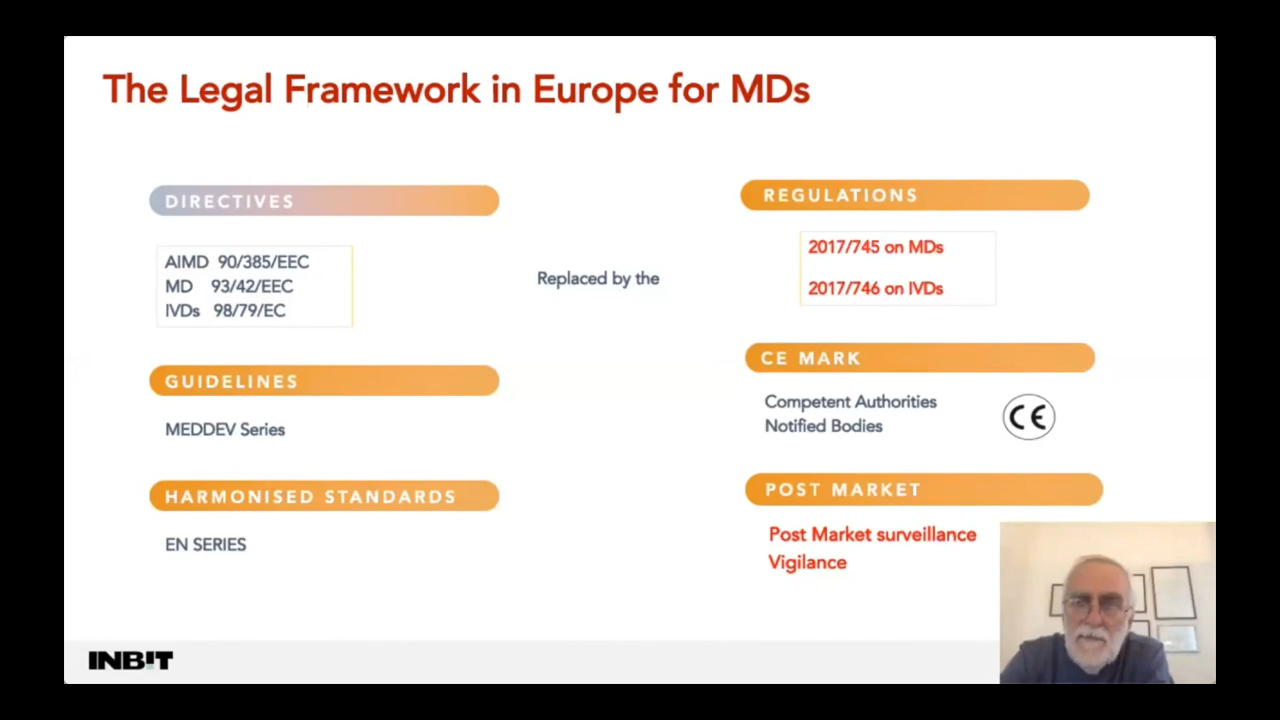 The Legal Framework in Europe for MDs
DIRECTIVES
AIMD 90/385/EEC
MD 93/42/EEC
IVDs 98/79/EC
Replaced by the
REGULATIONS
2017/745 on MDs
2017/746 on IVDs
GUIDELINES
MEDDEV Series
CE MARK
Competent Authorities
Notified Bodies
CE
HARMONISED STANDARDS
EN SERIES
POST MARKET
Post Market surveillance
Vigilance
INB!T